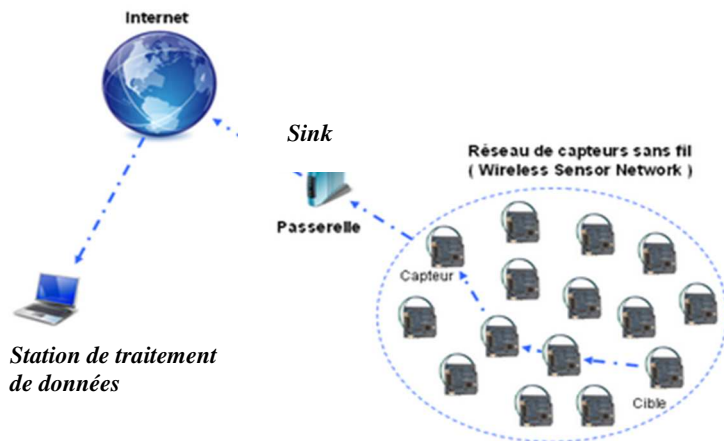 Internet
Sink
Réseau de capteurs sans fil
( Wireless Sensor Network )
Passerelle
Capteur
Station de traitement
de données
Cible